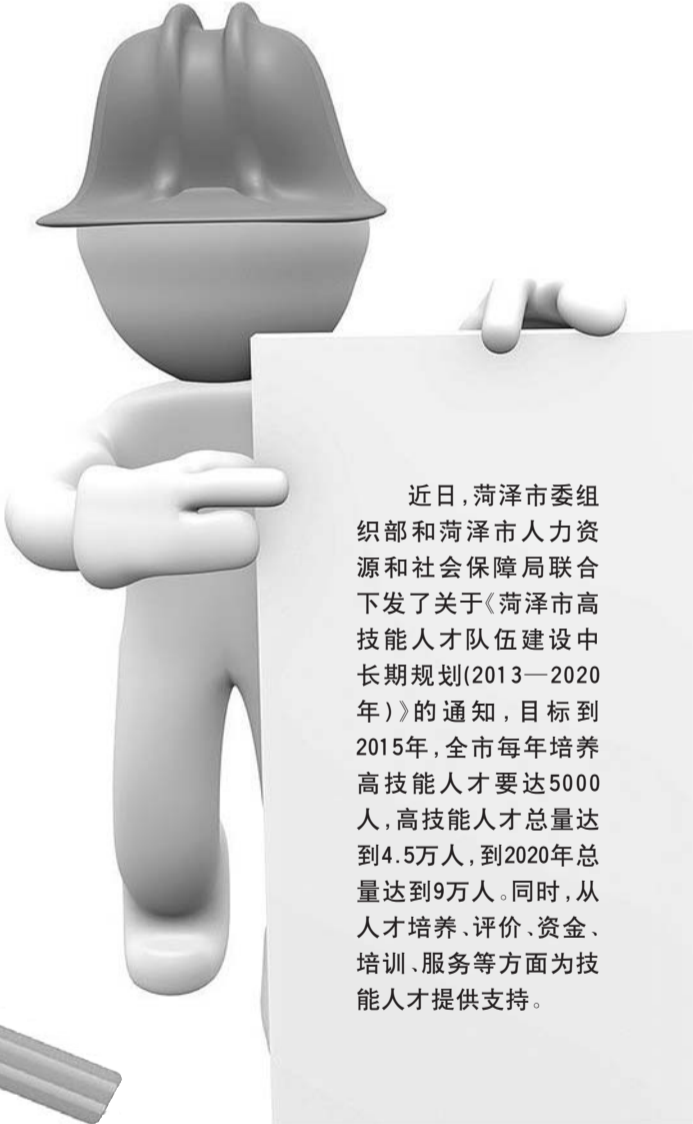 近日,菏泽市委组
织部和菏泽市人力资
源和社会保障局联合
下发了关于《菏泽市高
技能人才队伍建设中
长期规划(2013—2020
年)》的通知,目标到
2015年,全市每年培养
高技能人才要达5000
人,高技能人才总量达
到4.5万人,到2020年总
量达到9万人。同时,从
人才培养、评价、资金、
培训、服务等方面为技
能人才提供支持。